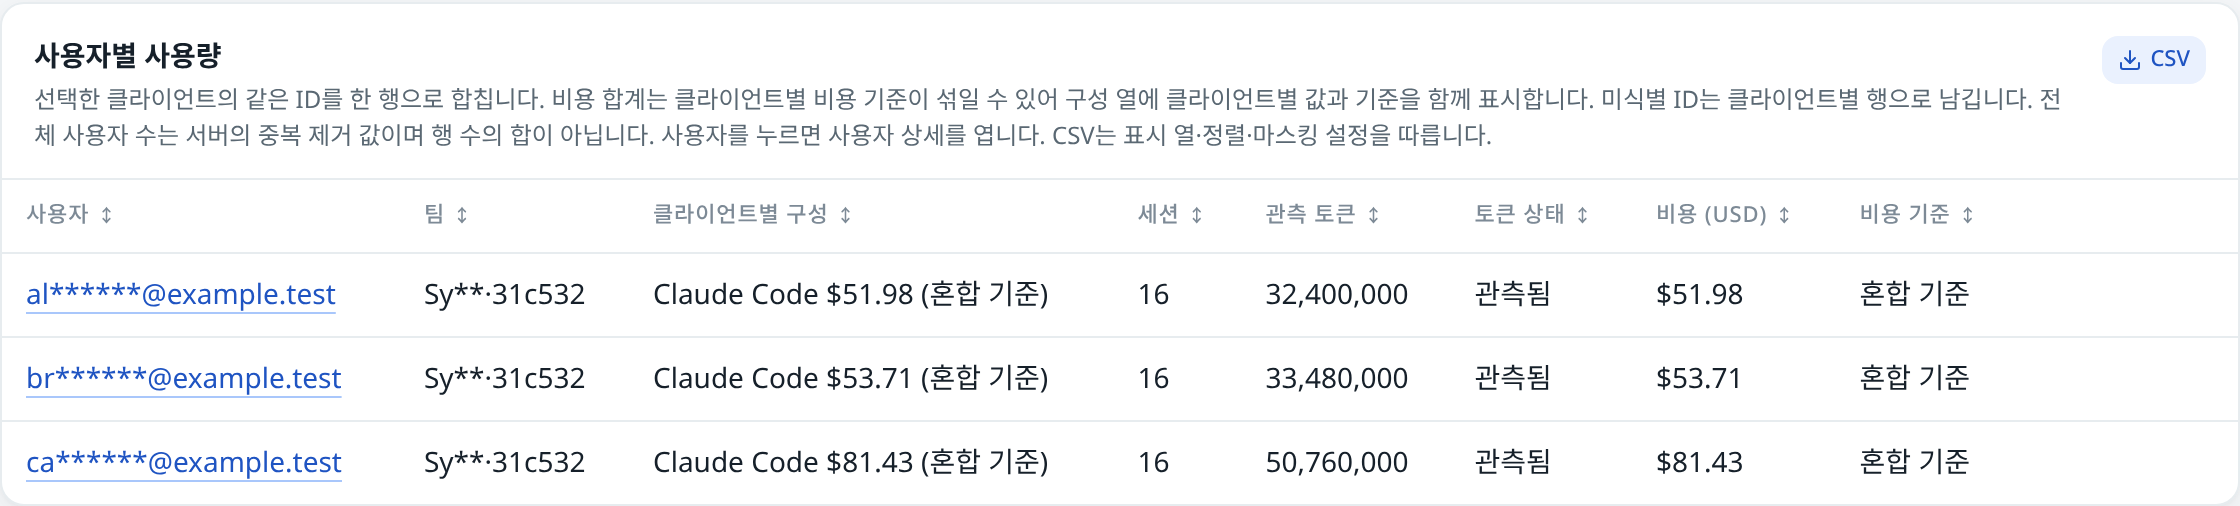 사용자별 사용량
CSV
선택한 클라이언트의 같은 ID를 한 행으로 합칩니다. 비용 합계는 클라이언트별 비용 기준이 섞일 수 있어 구성 열에 클라이언트별 값과 기준을 함께 표시합니다. 미식별 ID는 클라이언트별 행으로 남깁니다. 전
체 사용자 수는 서버의 중복 제거 값이며 행 수의 합이 아닙니다. 사용자를 누르면 사용자 상세를 엽니다. CSV는 표시 열·정렬·마스킹 설정을 따릅니다.
사용자 ↕ 팀 ↕ 클라이언트별 구성 ↕ 세션 ↕ 관측 토큰 ↕ 토큰 상태 ↕ 비용 (USD) ↕ 비용 기준 ↕
al******@example.test Sy**·31c532 Claude Code $51.98 (혼합 기준) 16 32,400,000 관측됨 $51.98 혼합 기준
br******@example.test Sy**·31c532 Claude Code $53.71 (혼합 기준) 16 33,480,000 관측됨 $53.71 혼합 기준
ca******@example.test Sy**·31c532 Claude Code $81.43 (혼합 기준) 16 50,760,000 관측됨 $81.43 혼합 기준